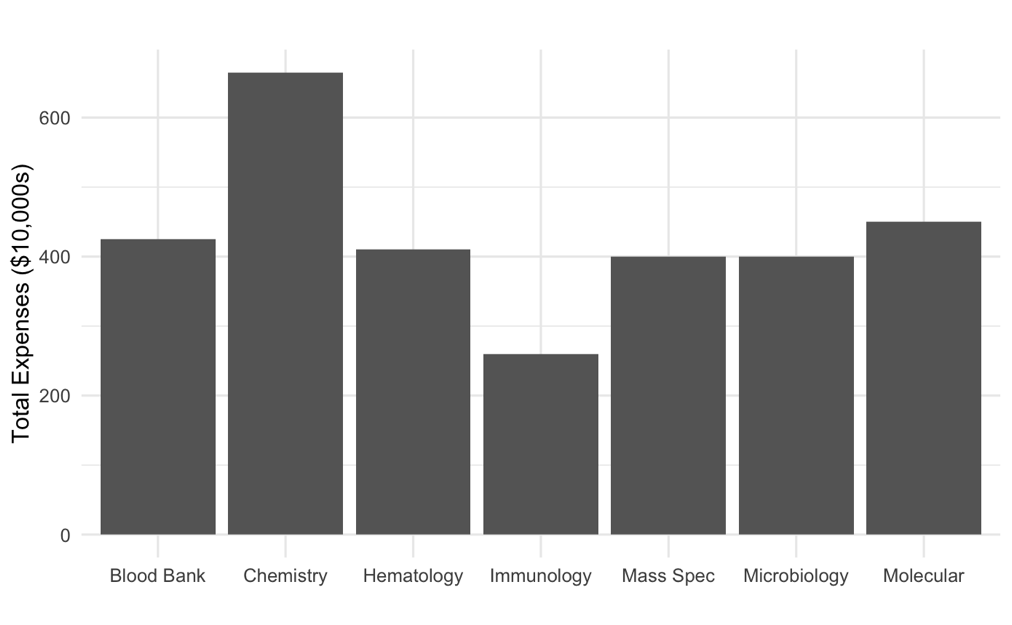 Total Expenses ($10,000s)
600
400
200
0
Blood Bank Chemistry Hematology Immunology Mass Spec Microbiology Molecular